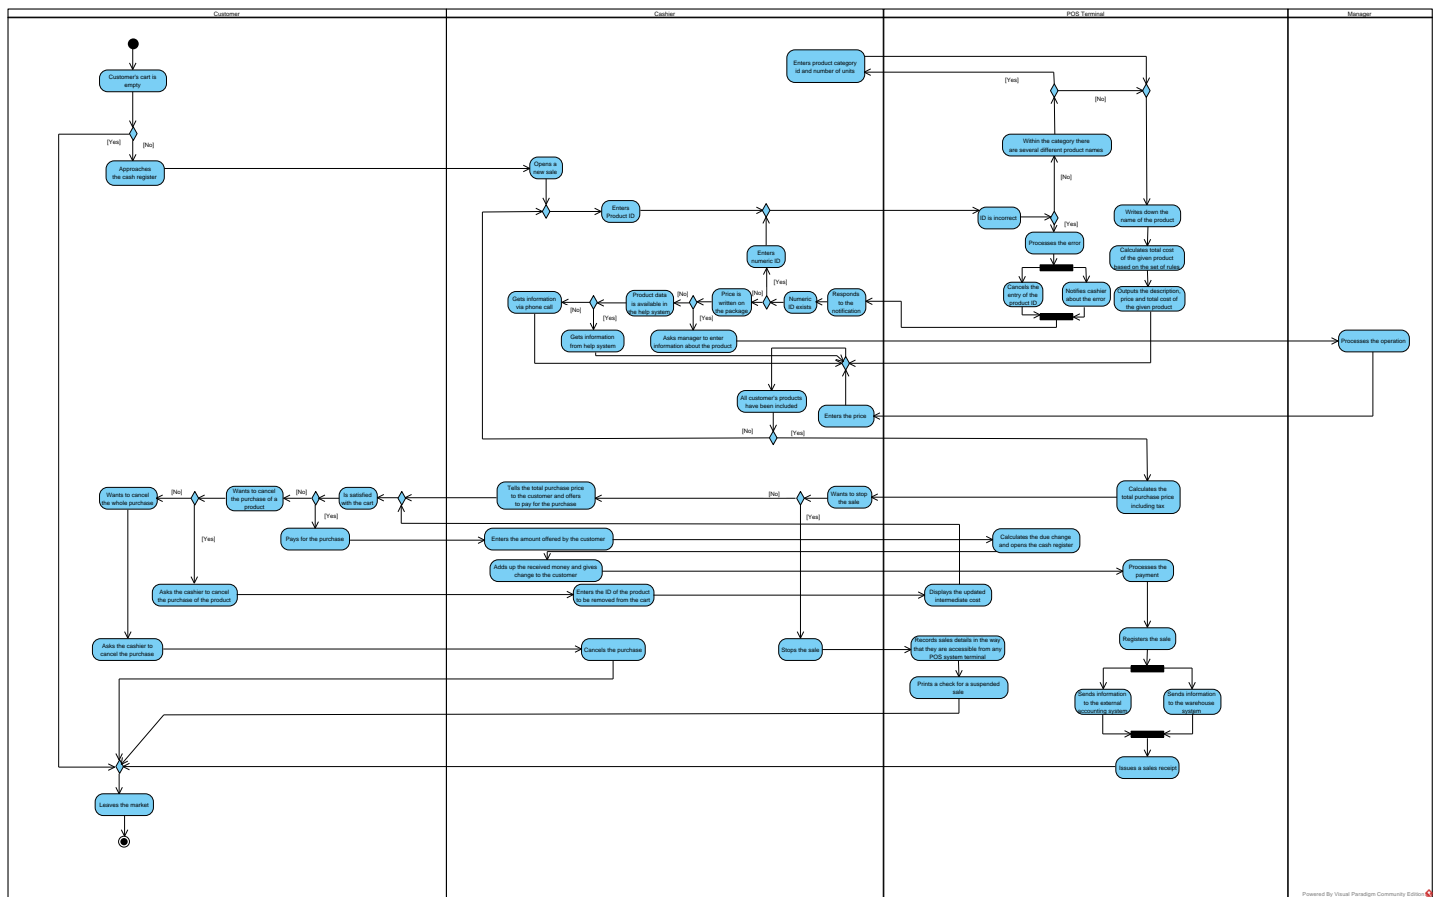 Customer
Cashier
POS Terminal
Manager
Customer's cart is
empty
[Yes]
[No]
Approaches
the cash register
Opens a
new sale
Enters
Product ID
Enters
numeric ID
[Yes]
Enters product category
id and number of units
[Yes]
[No]
Within the category there
are several different product names
[No]
ID is incorrect
[Yes]
Processes the error
Writes down the
name of the product
Calculates total cost
of the given product
based on the set of rules
Cancels the
entry of the
product ID
Notifies cashier
about the error
Outputs the description,
price and total cost of
the given product
Gets information
via phone call
[No]
[Yes]
Product data
is available in
the help system
[No]
[Yes]
Price is
written on
the package
[No]
Numeric
ID exists
Responds
to the
notification
Gets information
from help system
Asks manager to enter
information about the product
Processes the operation
All customer's products
have been included
Enters the price
[No]
[Yes]
Wants to cancel
the whole purchase
[No]
[Yes]
Wants to cancel
the purchase of a
product
[No]
[Yes]
Is satisfied
with the cart
Tells the total purchase price
to the customer and offers
to pay for the purchase
[No]
[Yes]
Wants to stop
the sale
Calculates the
total purchase price
including tax
Pays for the purchase
Enters the amount offered by the customer
Calculates the due change
and opens the cash register
Adds up the received money and gives
change to the customer
Processes the
payment
Asks the cashier to cancel
the purchase of the product
Enters the ID of the product
to be removed from the cart
Displays the updated
intermediate cost
Asks the cashier to
cancel the purchase
Cancels the purchase
Stops the sale
Records sales details in the way
that they are accessible from any
POS system terminal
Registers the sale
Prints a check for a suspended
sale
Sends information
to the external
accounting system
Sends information
to the warehouse
system
Issues a sales receipt
Leaves the market
Powered By Visual Paradigm Community Edition